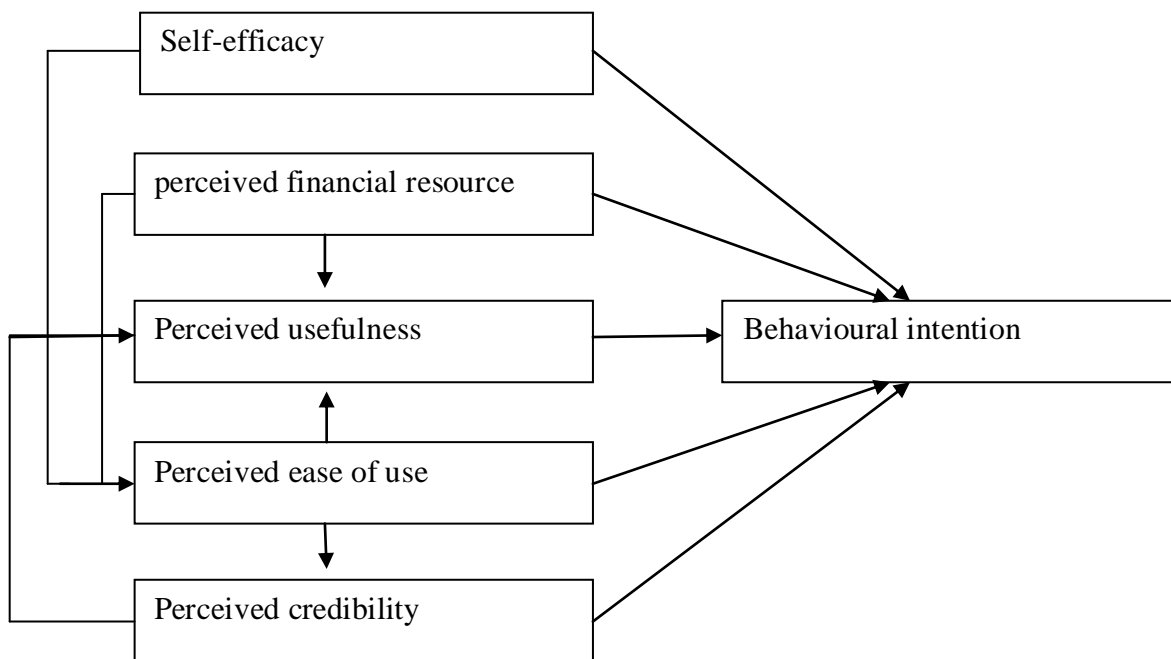 Self-efficacy
perceived financial resource
Perceived usefulness
Behavioural intention
Perceived ease of use
Perceived credibility